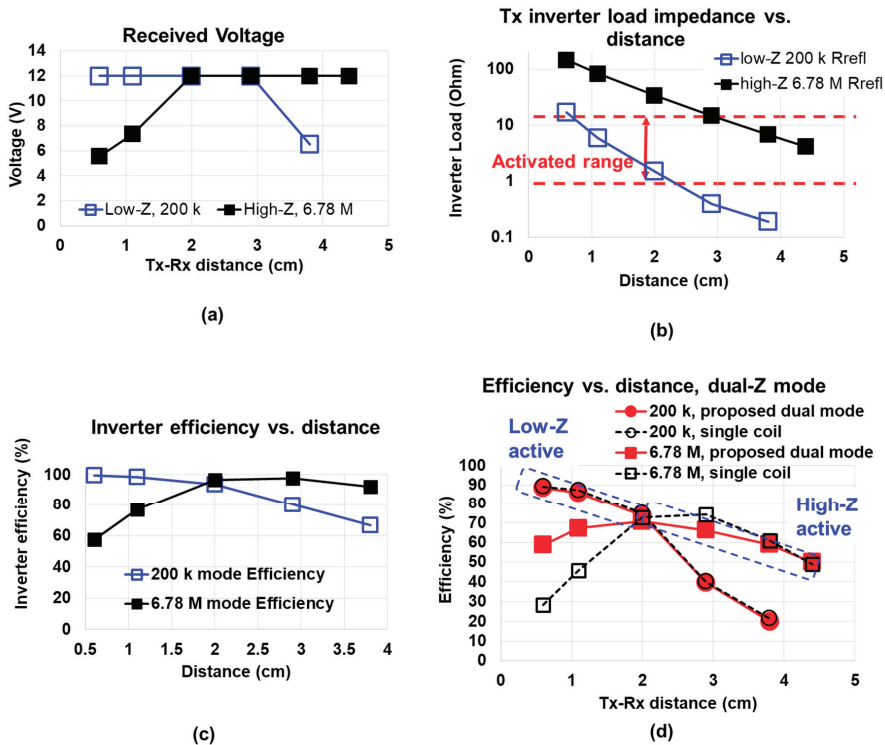 Received Voltage
14
12
10
8
6
4
2
0
Voltage (V)
Low-Z, 200 k
High-Z, 6.78 M
0 1 2 3 4 5
Tx-Rx distance (cm)
(a)
Tx inverter load impedance vs.
distance
low-Z 200 k Rrefl
high-Z 6.78 M Rrefl
100
10
1
0.1
Inverter Load (Ohm)
Activated range
0 1 2 3 4 5
Distance (cm)
(b)
Inverter efficiency vs. distance
100
80
60
40
20
0
Inverter efficiency (%)
200 k mode Efficiency
6.78 M mode Efficiency
0.5 1 1.5 2 2.5 3 3.5 4
Distance (cm)
(c)
Efficiency vs. distance, dual-Z mode
200 k, proposed dual mode
200 k, single coil
6.78 M, proposed dual mode
6.78 M, single coil
Low-Z
active
High-Z
active
100
90
80
70
60
50
40
30
20
10
0
Efficiency (%)
0 1 2 3 4 5
Tx-Rx distance (cm)
(d)